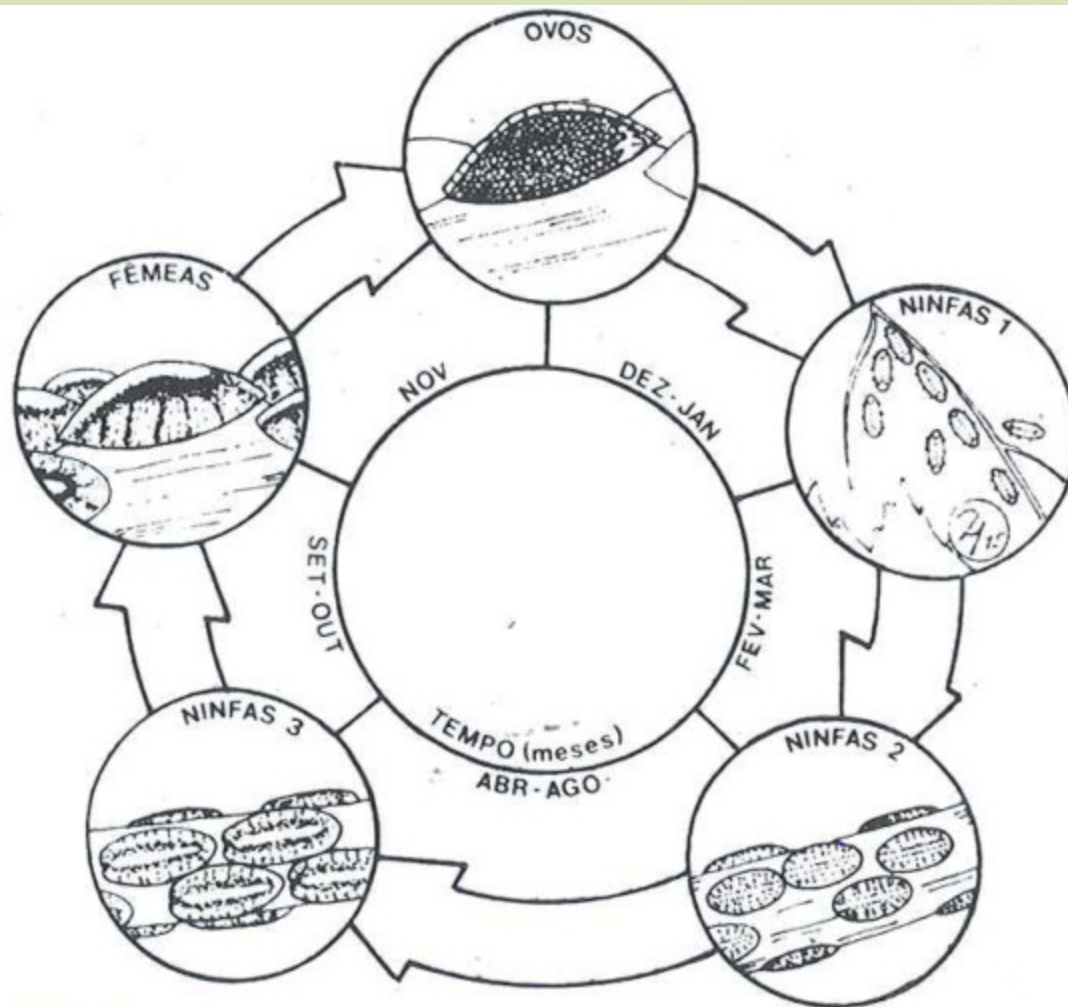 OVOS
FÊMEAS
NINFAS 1
NOV
DEZ-JAN
SET-OUT
FEV-MAR
NINFAS 3
TEMPO (meses)
NINFAS 2
ABR-AGO